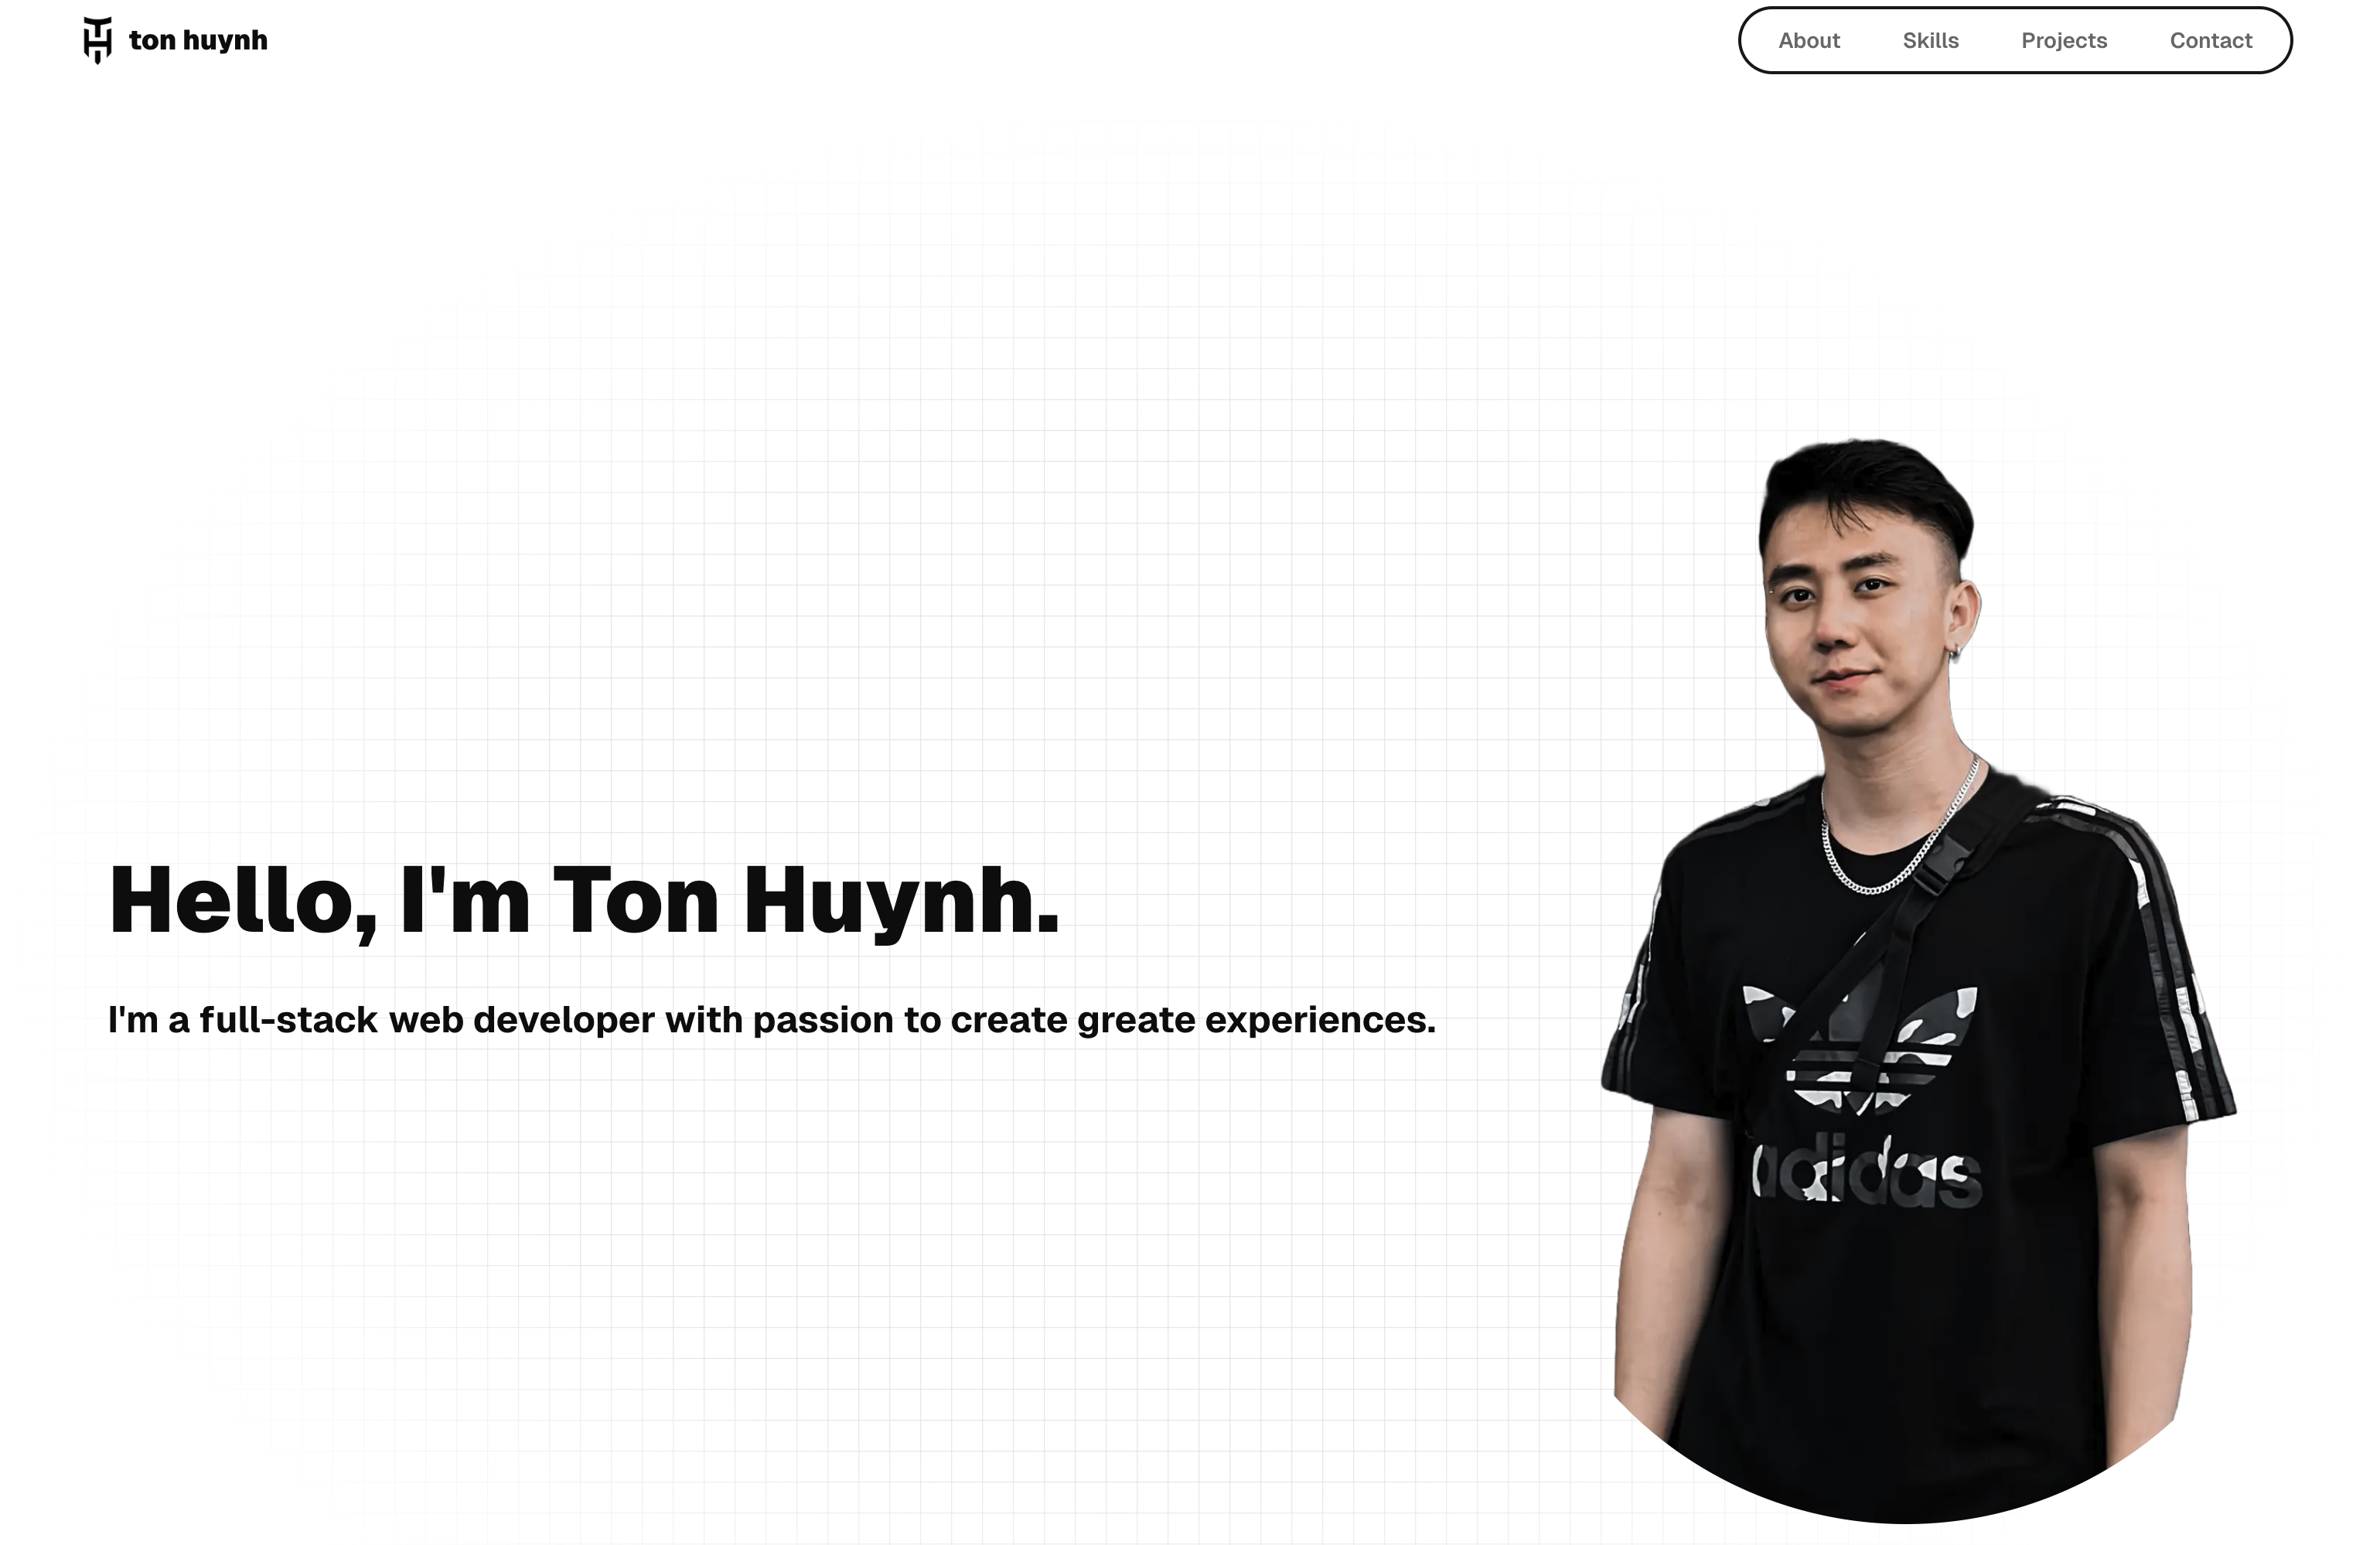 ton huynh
About Skills Projects Contact
Hello, I'm Ton Huynh.
I'm a full-stack web developer with passion to create greate experiences.
adidas